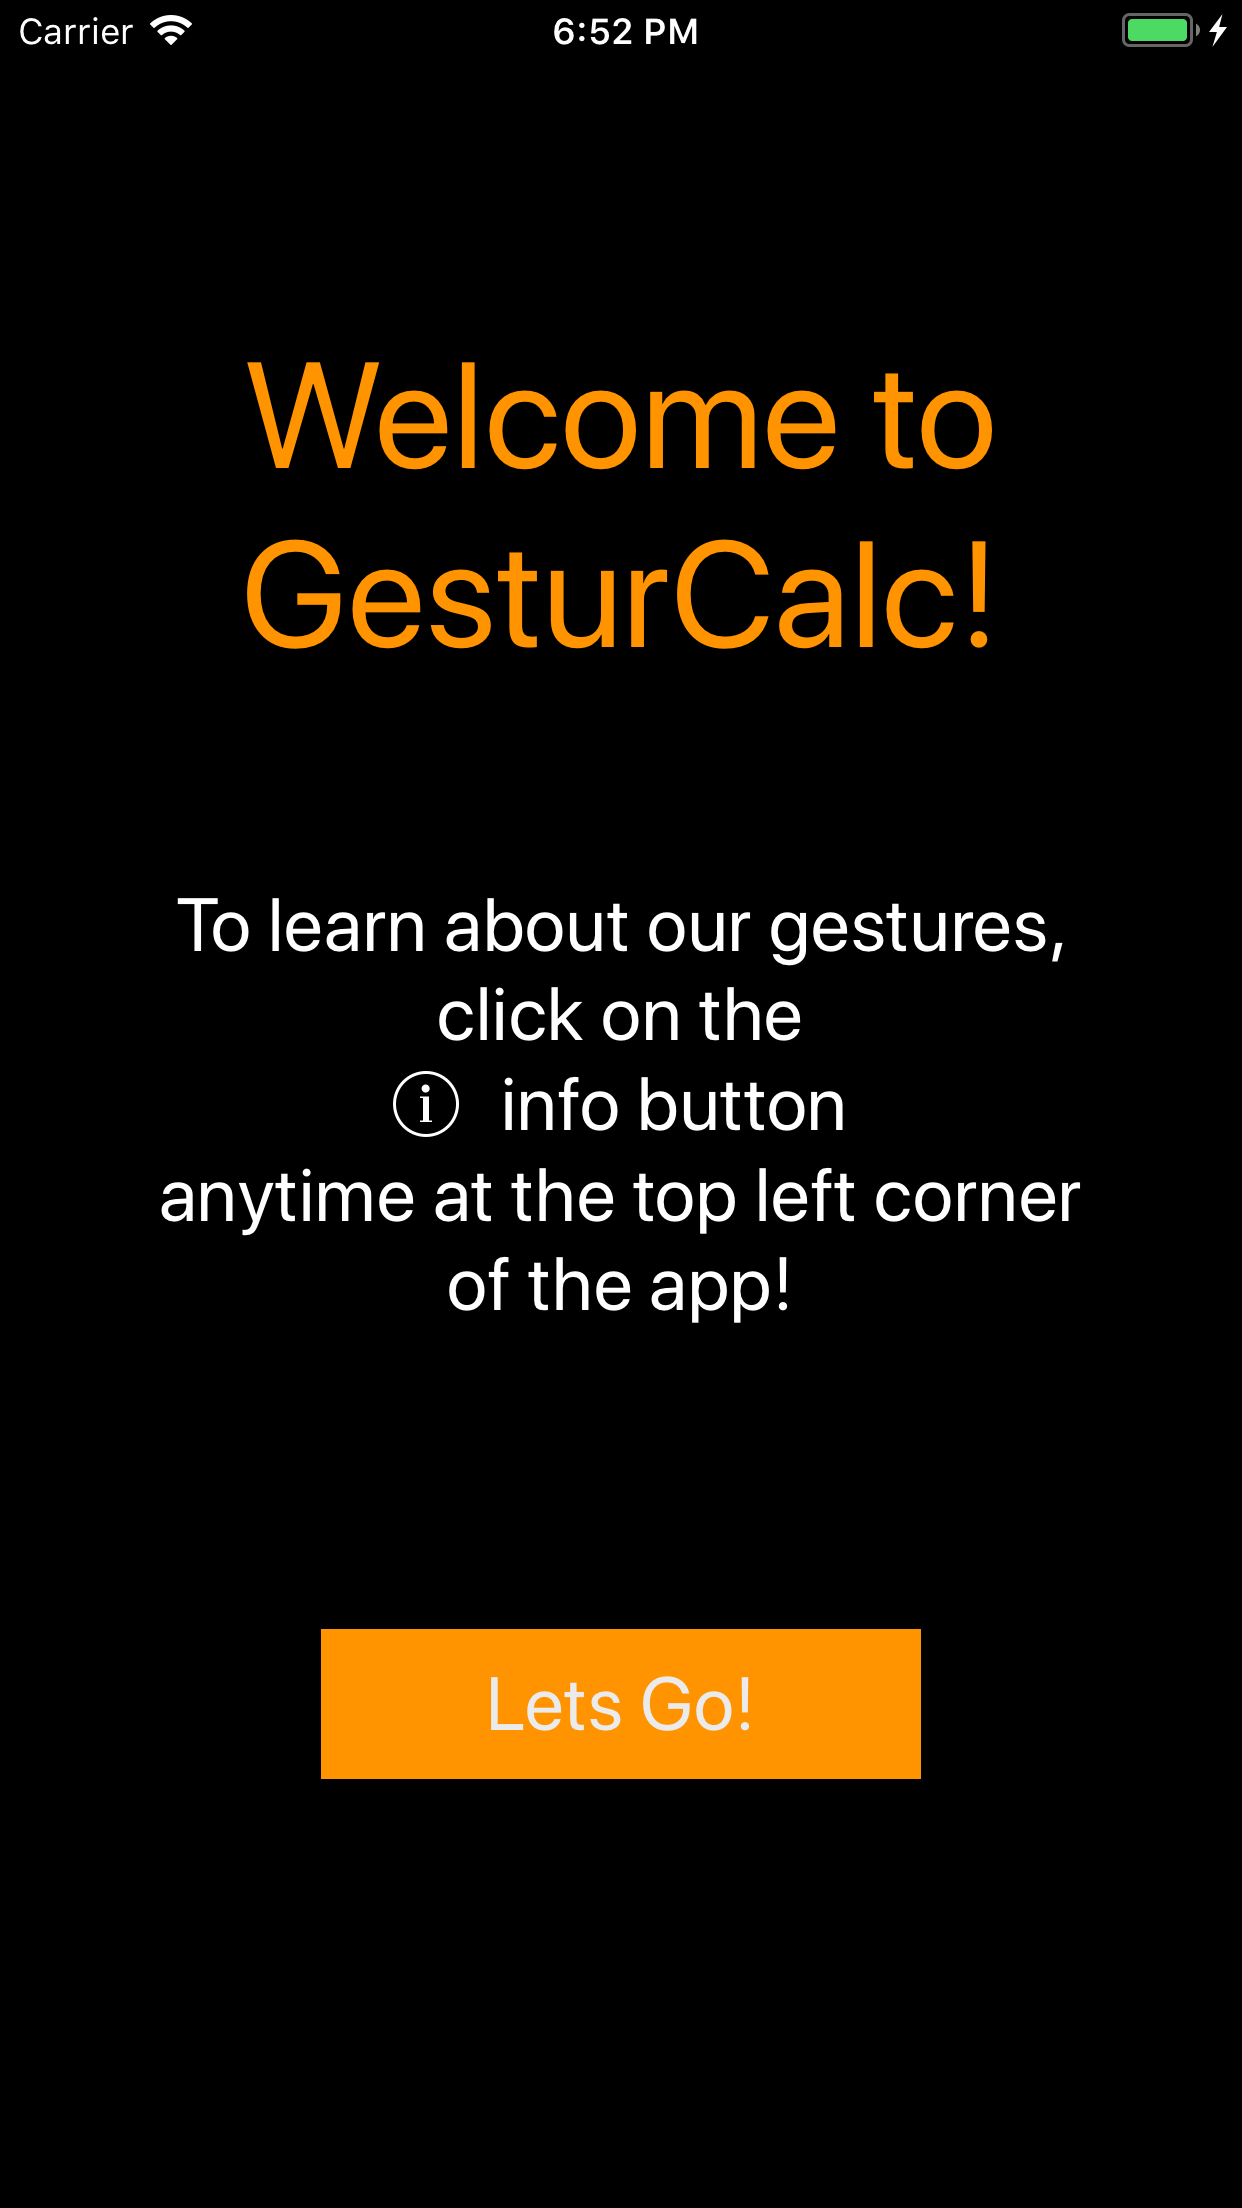 Carrier 6:52 PM
Welcome to
GesturCalc!
To learn about our gestures,
click on the
i info button
anytime at the top left corner
of the app!
Lets Go!